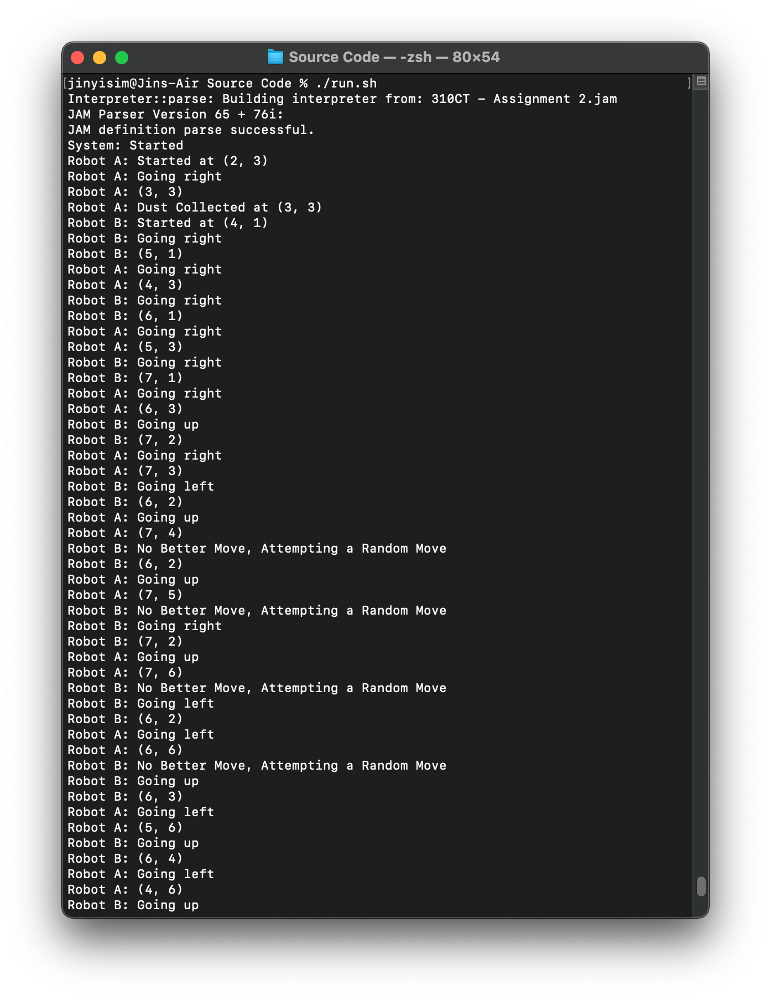 Source Code — -zsh — 80×54
[jinyisim@Jins-Air Source Code % ./run.sh ]
Interpreter::parse: Building interpreter from: 310CT - Assignment 2.jam
JAM Parser Version 65 + 76i:
JAM definition parse successful.
System: Started
Robot A: Started at (2, 3)
Robot A: Going right
Robot A: (3, 3)
Robot A: Dust Collected at (3, 3)
Robot B: Started at (4, 1)
Robot B: Going right
Robot B: (5, 1)
Robot A: Going right
Robot A: (4, 3)
Robot B: Going right
Robot B: (6, 1)
Robot A: Going right
Robot A: (5, 3)
Robot B: Going right
Robot B: (7, 1)
Robot A: Going right
Robot A: (6, 3)
Robot B: Going up
Robot B: (7, 2)
Robot A: Going right
Robot A: (7, 3)
Robot B: Going left
Robot B: (6, 2)
Robot A: Going up
Robot A: (7, 4)
Robot B: No Better Move, Attempting a Random Move
Robot B: (6, 2)
Robot A: Going up
Robot A: (7, 5)
Robot B: No Better Move, Attempting a Random Move
Robot B: Going right
Robot B: (7, 2)
Robot A: Going up
Robot A: (7, 6)
Robot B: No Better Move, Attempting a Random Move
Robot B: Going left
Robot B: (6, 2)
Robot A: Going left
Robot A: (6, 6)
Robot B: No Better Move, Attempting a Random Move
Robot B: Going up
Robot B: (6, 3)
Robot A: Going left
Robot A: (5, 6)
Robot B: Going up
Robot B: (6, 4)
Robot A: Going left
Robot A: (4, 6)
Robot B: Going up